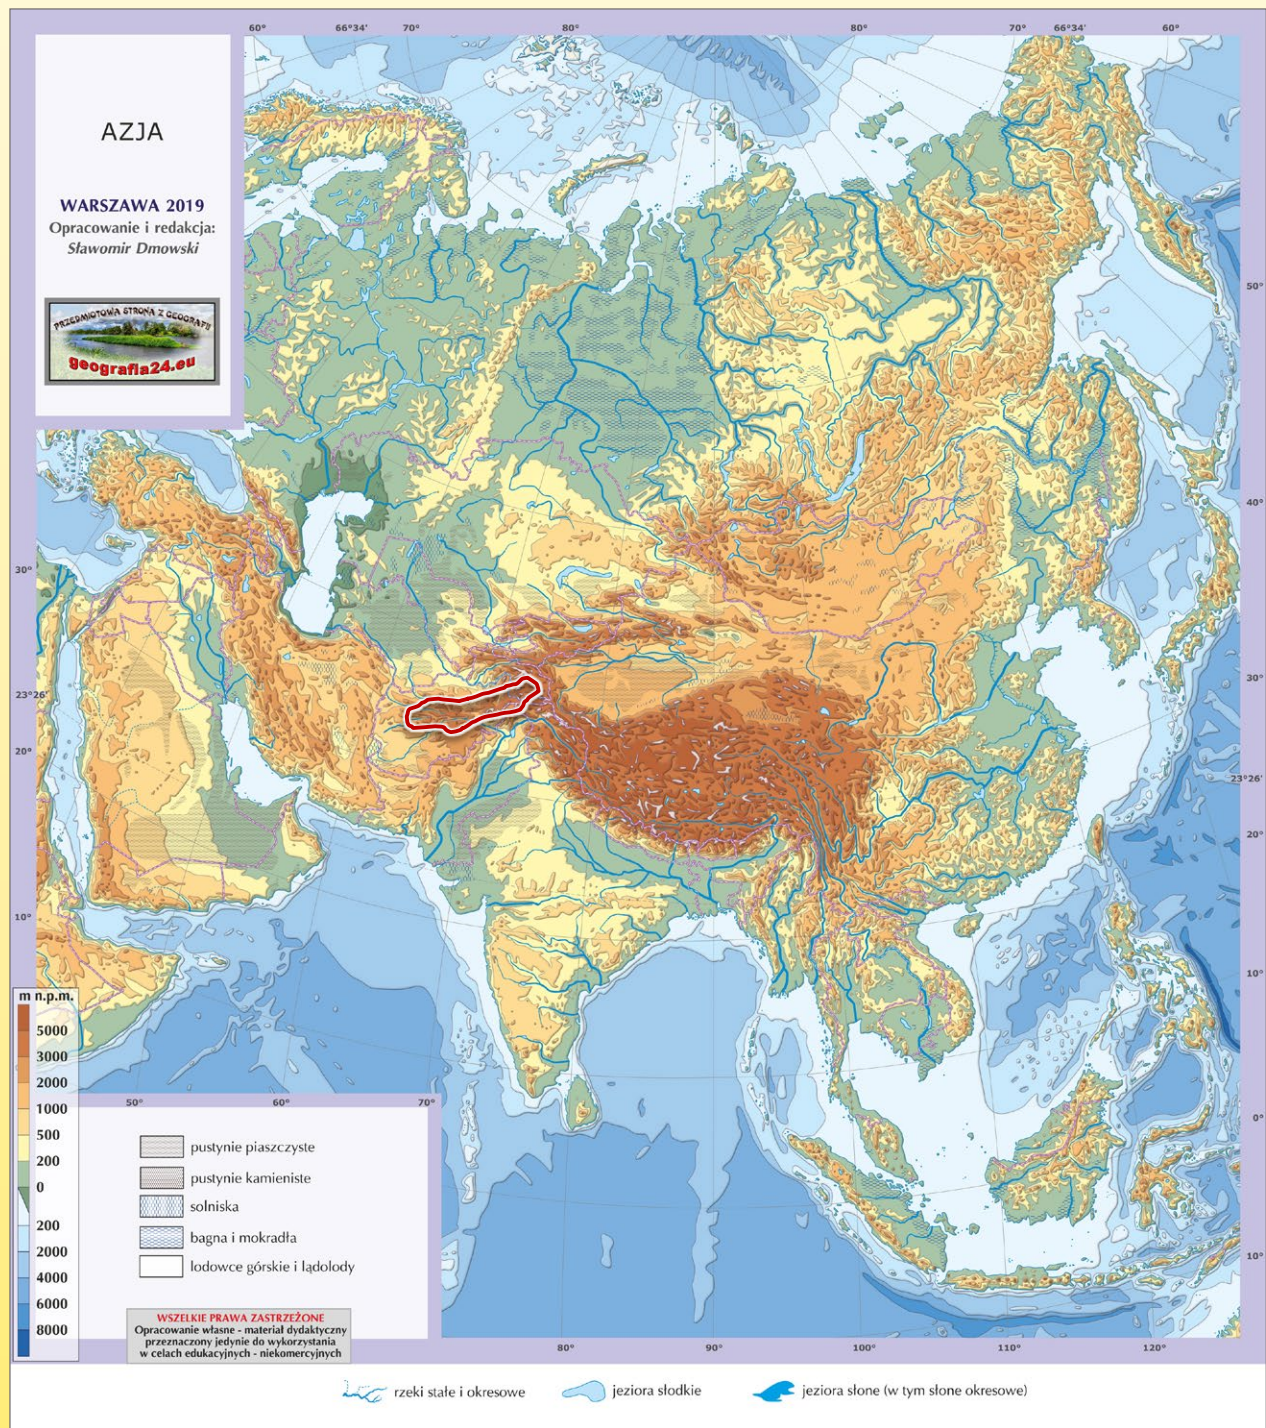 60° 66°34' 70° 80° 80° 70° 66°34' 60°
AZJA
WARSZAWA 2019
Opracowanie i redakcja:
Sławomir Dmowski
PRZEDMIOTOWA STRONA Z GEOGRAFII
geografia24.eu
50°
40°
30°
30°
23°26'
20°
23°26'
20°
10°
10°
0°
10°
m n.p.m.
5000
3000
2000
1000
500
200
0
200
2000
4000
6000
8000
50° 60° 70°
pustynie piaszczyste
pustynie kamieniste
solniska
bagna i mokradła
lodowce górskie i lądolody
WSZELKIE PRAWA ZASTRZEŻONE
Opracowanie własne - materiał dydaktyczny
przeznaczony jedynie do wykorzystania
w celach edukacyjnych - niekomercyjnych
80° 90° 100° 110° 120°
rzeki stałe i okresowe jeziora słodkie jeziora słone (w tym słone okresowe)